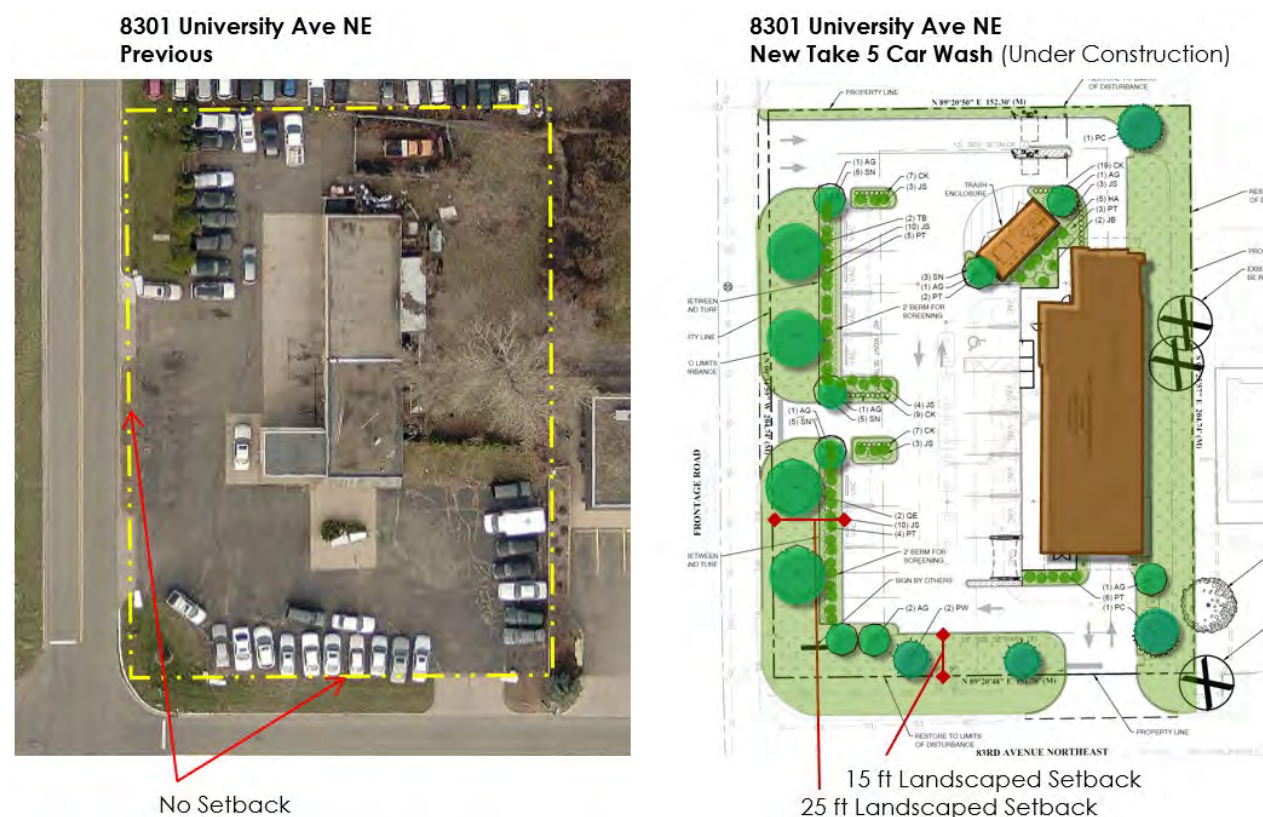 8301 University Ave NE
Previous
No Setback
8301 University Ave NE
New Take 5 Car Wash (Under Construction)
OF DISTURBANCE
PROPERTY LINE
N 89°20'50" E 152.30' (M)
(1) PC
(1) AG
(5) SN
(7) CK
(3) JS
TRASH
ENCLOSURE
(19) CK
(1) AG
(3) JS
(5) HA
(3) PT
(2) JB
(2) TB
(10) JS
(5) PT
(3) SN
(1) AG
(2) PT
2' BERM FOR
SCREENING
VAC
(4) JS
(9) CK
(1) AG
(5) SN
(1) AG
(5) SN
(7) CK
(3) JS
FRONTAGE ROAD
(2) QE
(10) JS
(4) PT
2' BERM FOR
SCREENING
SIGN BY OTHERS
(2) AG
(2) PW
(1) AG
(6) PT
(1) PC
RESTORE TO LIMITS
OF DISTURBANCE
PROPERTY LINE
83RD AVENUE NORTHEAST
15 ft Landscaped Setback
25 ft Landscaped Setback